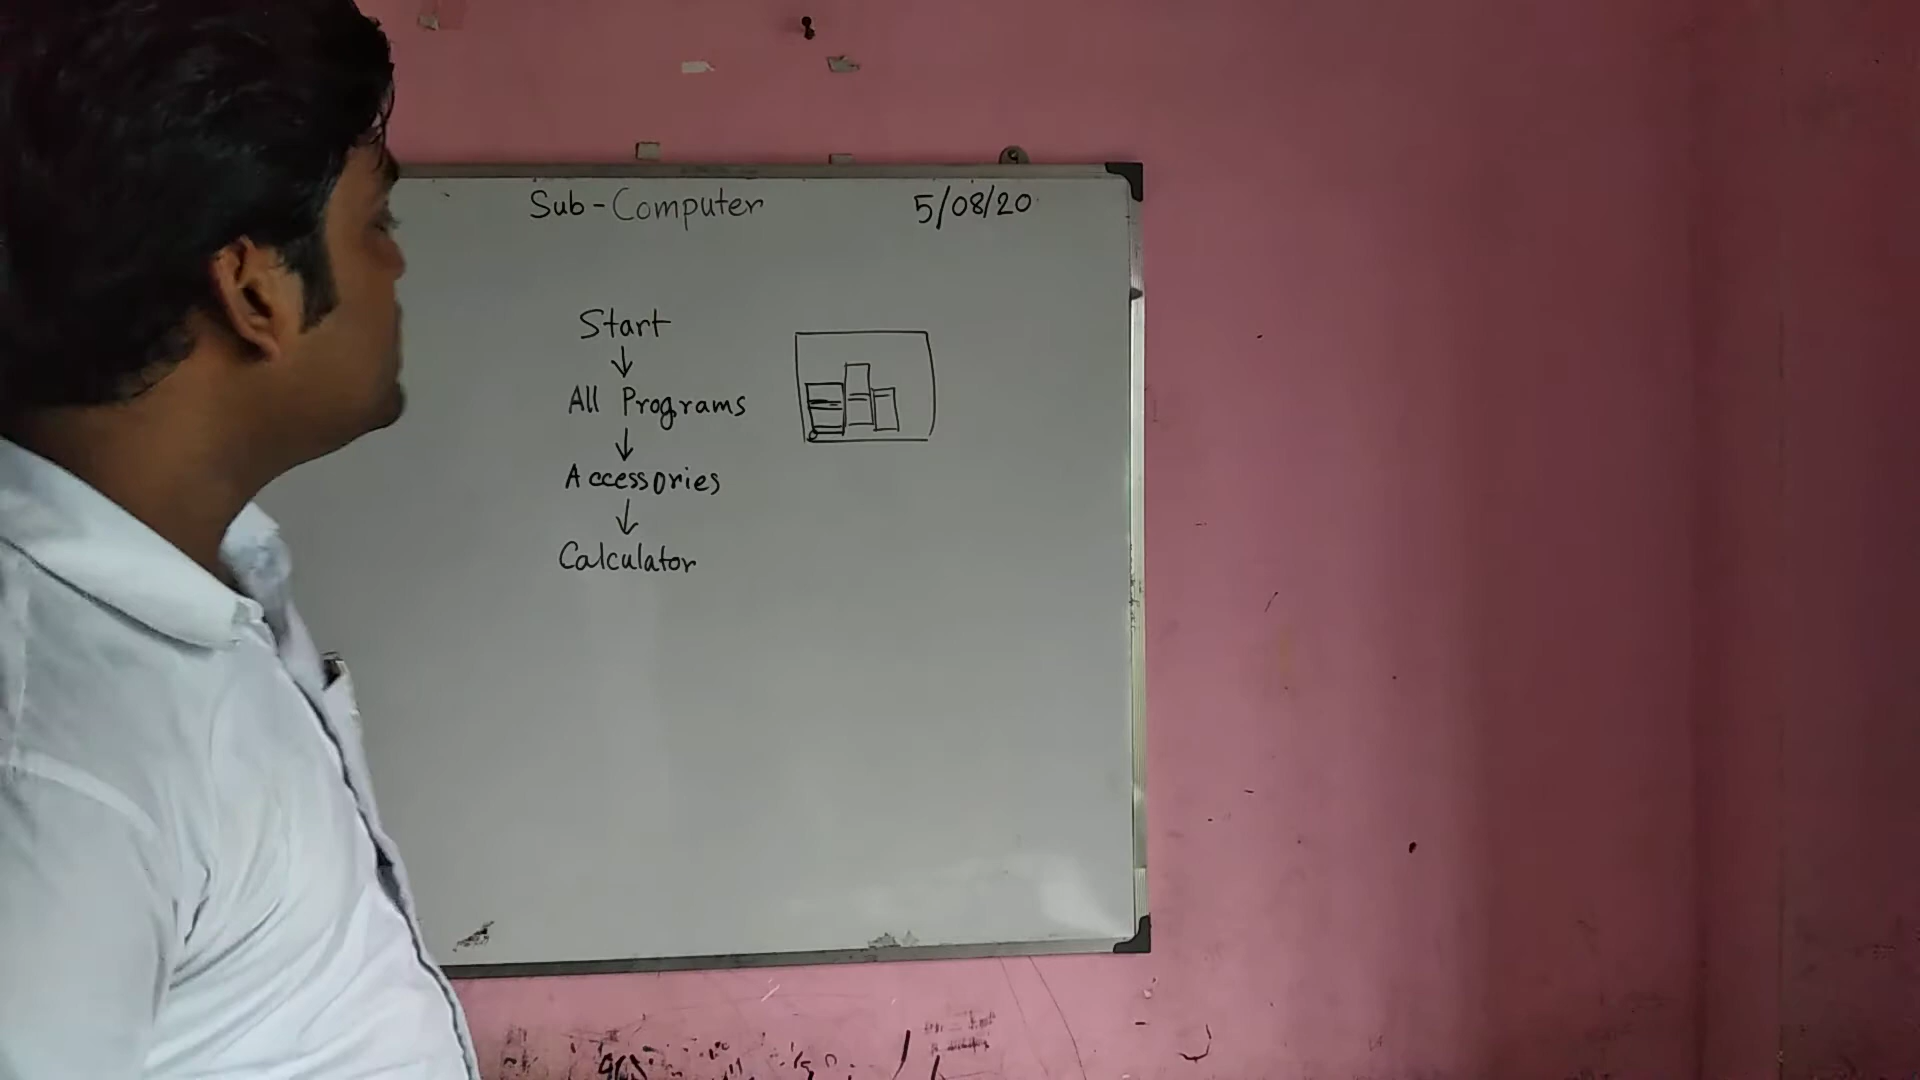 Sub-Computer 5/08/20
Start
↓
All Programs
↓
Accessories
↓
Calculator